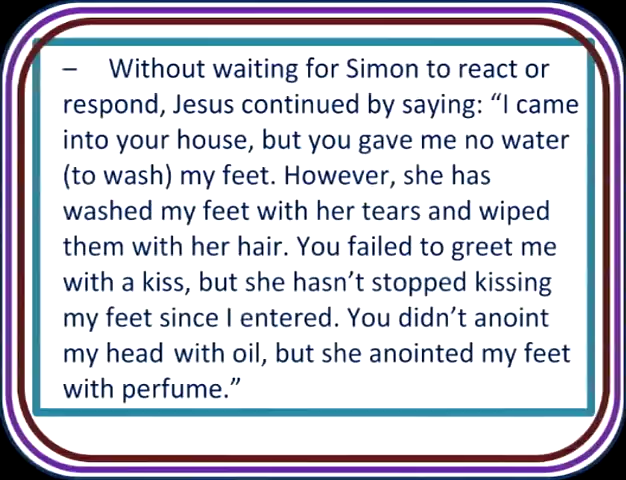 – Without waiting for Simon to react or
respond, Jesus continued by saying: “I came
into your house, but you gave me no water
(to wash) my feet. However, she has
washed my feet with her tears and wiped
them with her hair. You failed to greet me
with a kiss, but she hasn’t stopped kissing
my feet since I entered. You didn’t anoint
my head with oil, but she anointed my feet
with perfume.”